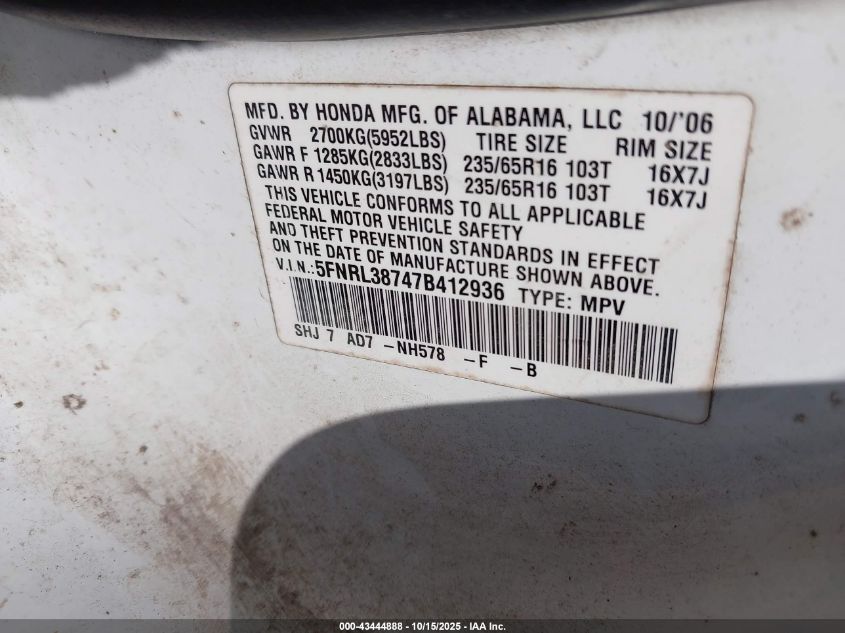 MFD. BY HONDA MFG. OF ALABAMA, LLC 10/'06
GVWR 2700KG(5952LBS) TIRE SIZE RIM SIZE
GAWR F 1285KG(2833LBS) 235/65R16 103T 16X7J
GAWR R 1450KG(3197LBS) 235/65R16 103T 16X7J
THIS VEHICLE CONFORMS TO ALL APPLICABLE
FEDERAL MOTOR VEHICLE SAFETY
AND THEFT PREVENTION STANDARDS IN EFFECT
ON THE DATE OF MANUFACTURE SHOWN ABOVE.
V.I.N.:5FNRL38747B412936 TYPE: MPV
SHJ 7 AD7 -NH578 -F -B
000-43444888 - 10/15/2025 - IAA Inc.